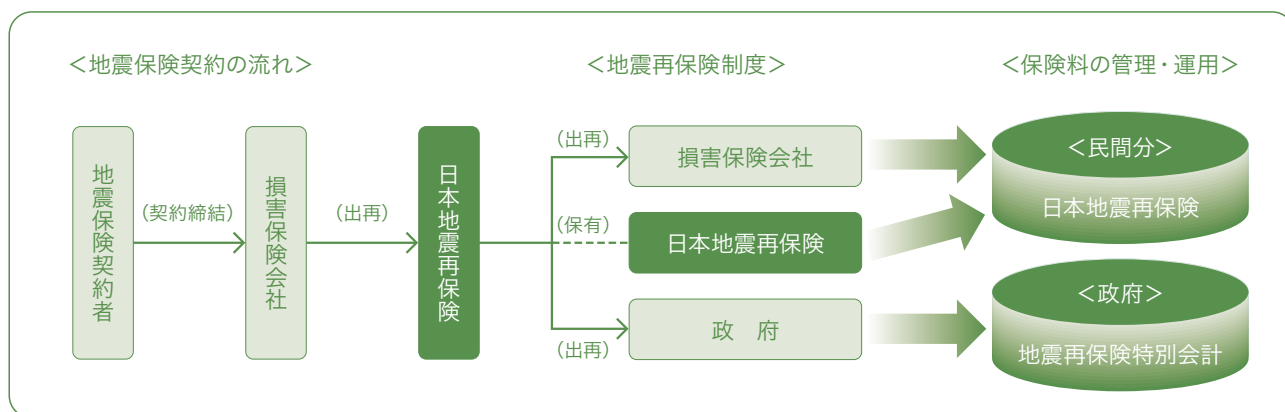 ＜地震保険契約の流れ＞
＜地震再保険制度＞
＜保険料の管理・運用＞
地震保険契約者
（契約締結）
損害保険会社
（出再）
日本地震再保険
（出再）
損害保険会社
（保有）
日本地震再保険
（出再）
政　府
＜民間分＞
日本地震再保険
＜政府＞
地震再保険特別会計